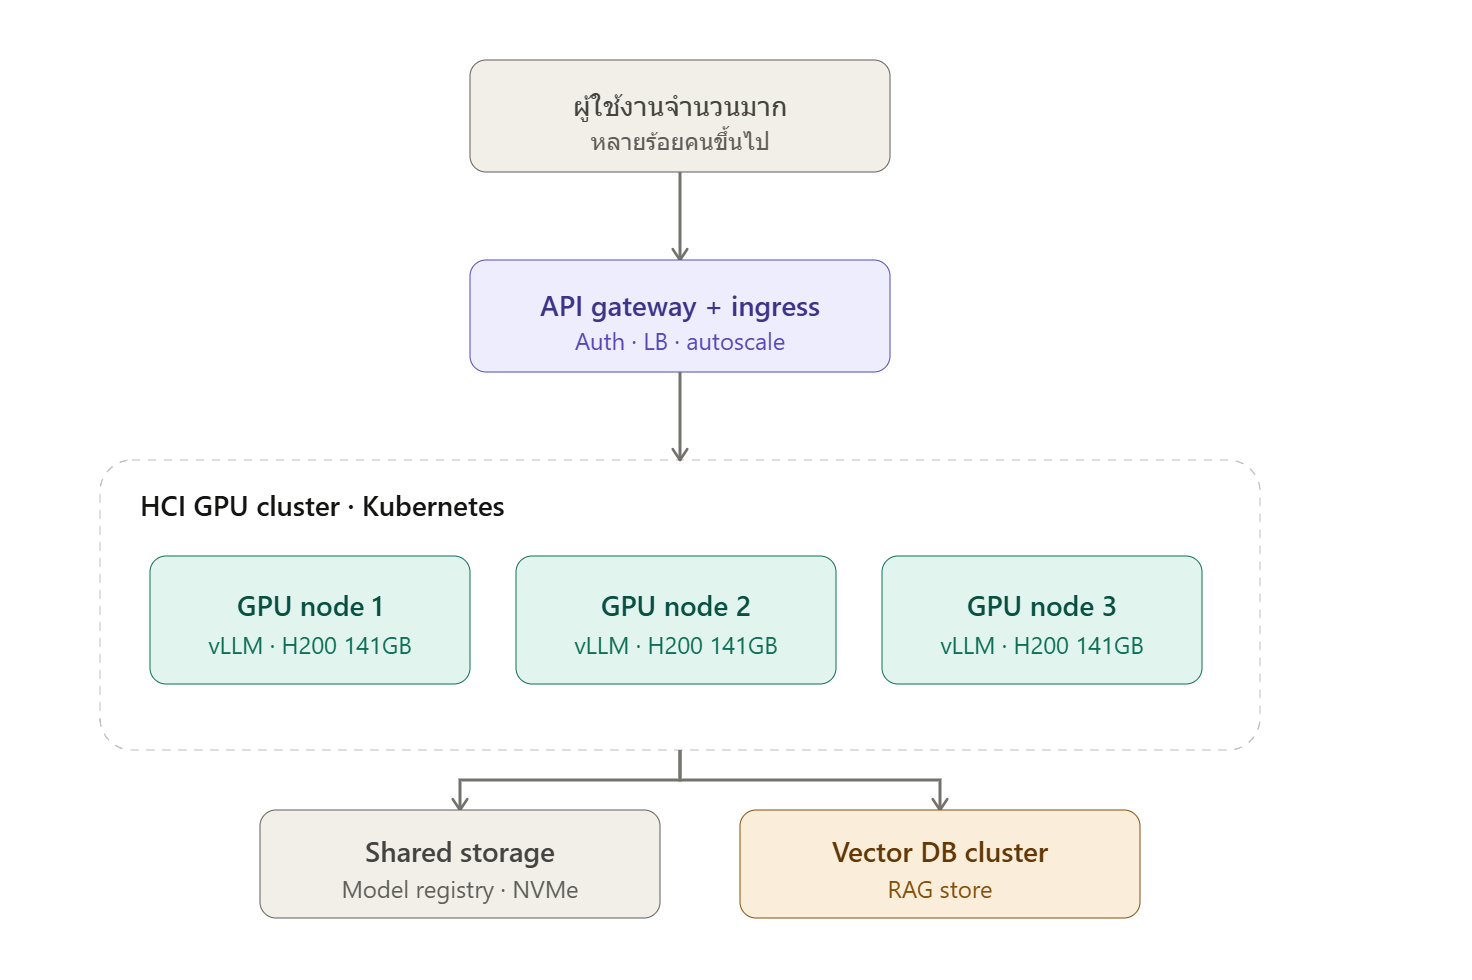 ผู้ใช้งานจำนวนมาก
หลายร้อยคนขึ้นไป
API gateway + ingress
Auth · LB · autoscale
HCI GPU cluster · Kubernetes
GPU node 1
vLLM · H200 141GB
GPU node 2
vLLM · H200 141GB
GPU node 3
vLLM · H200 141GB
Shared storage
Model registry · NVMe
Vector DB cluster
RAG store